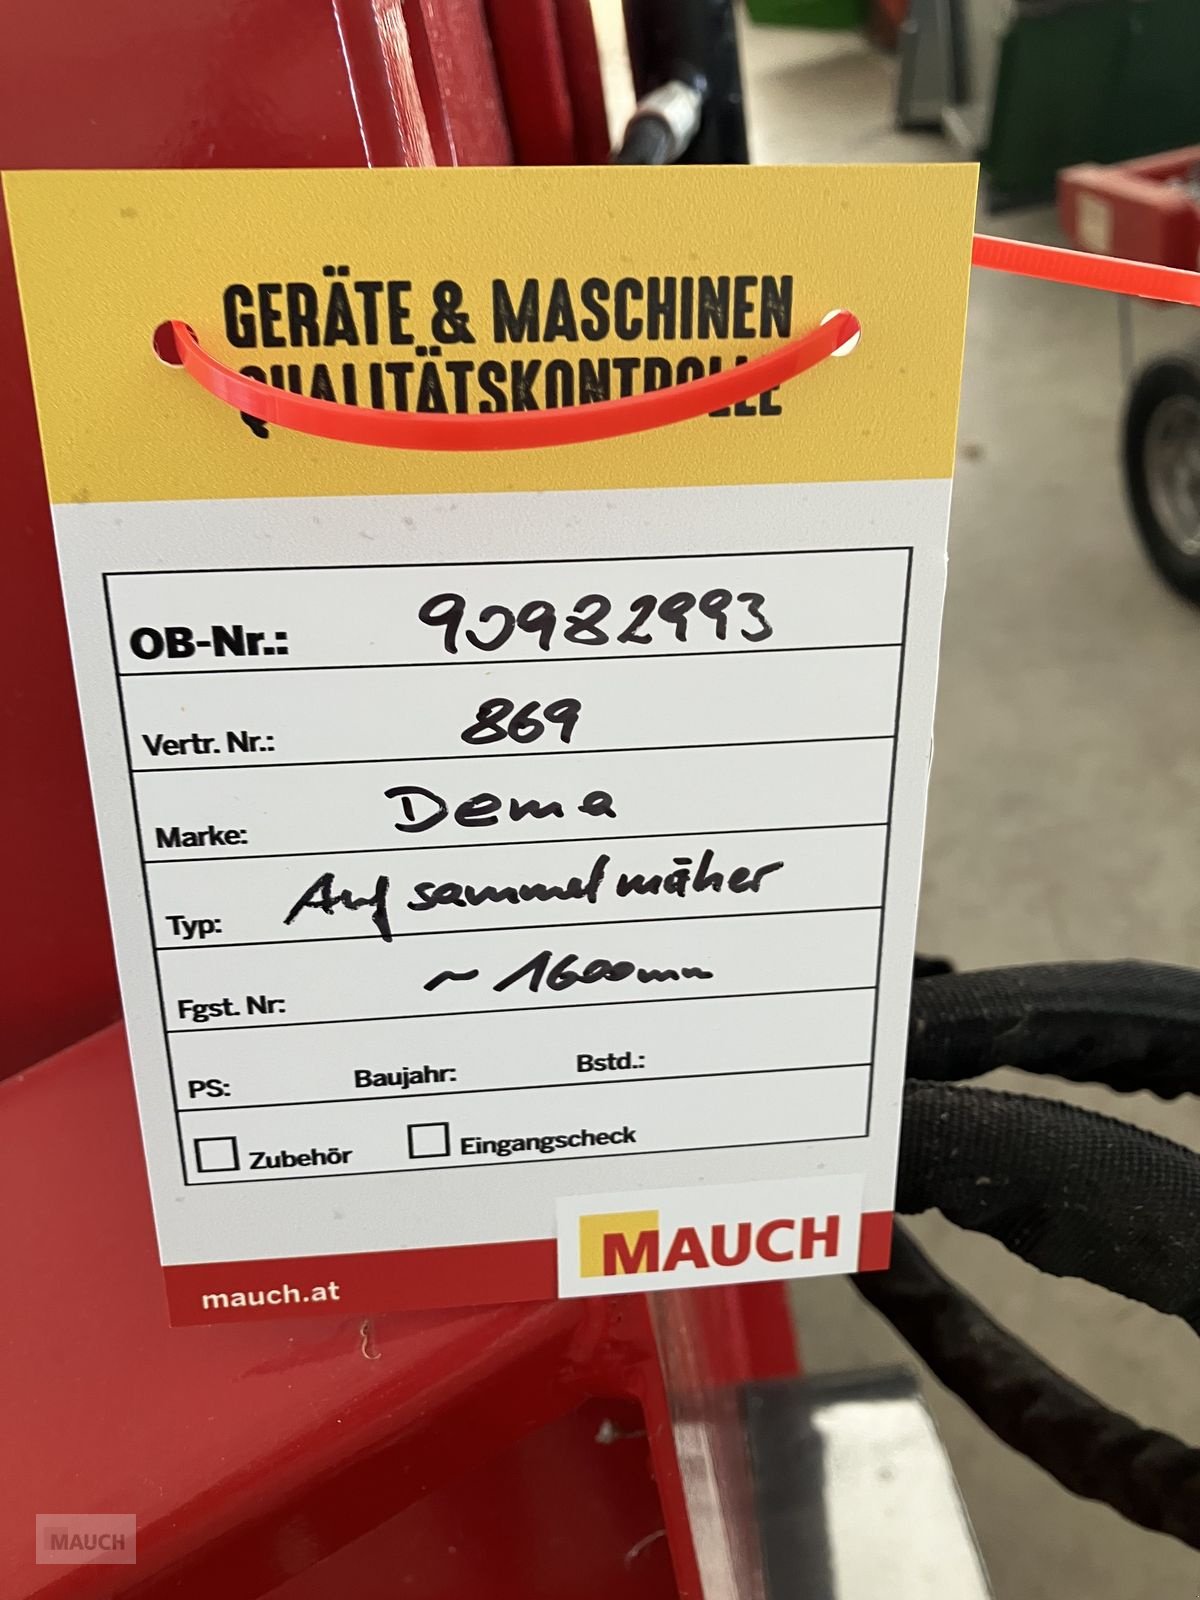 GERÄTE & MASCHINEN
QUALITÄTSKONTROLLE
OB-Nr.: 90982993
Vertr. Nr.: 869
Marke: Dema
Typ: Aufsammelmäher
Fgst. Nr: ~ 1600mm
PS: Baujahr: Bstd.:
Zubehör Eingangscheck
MAUCH
mauch.at
MAUCH